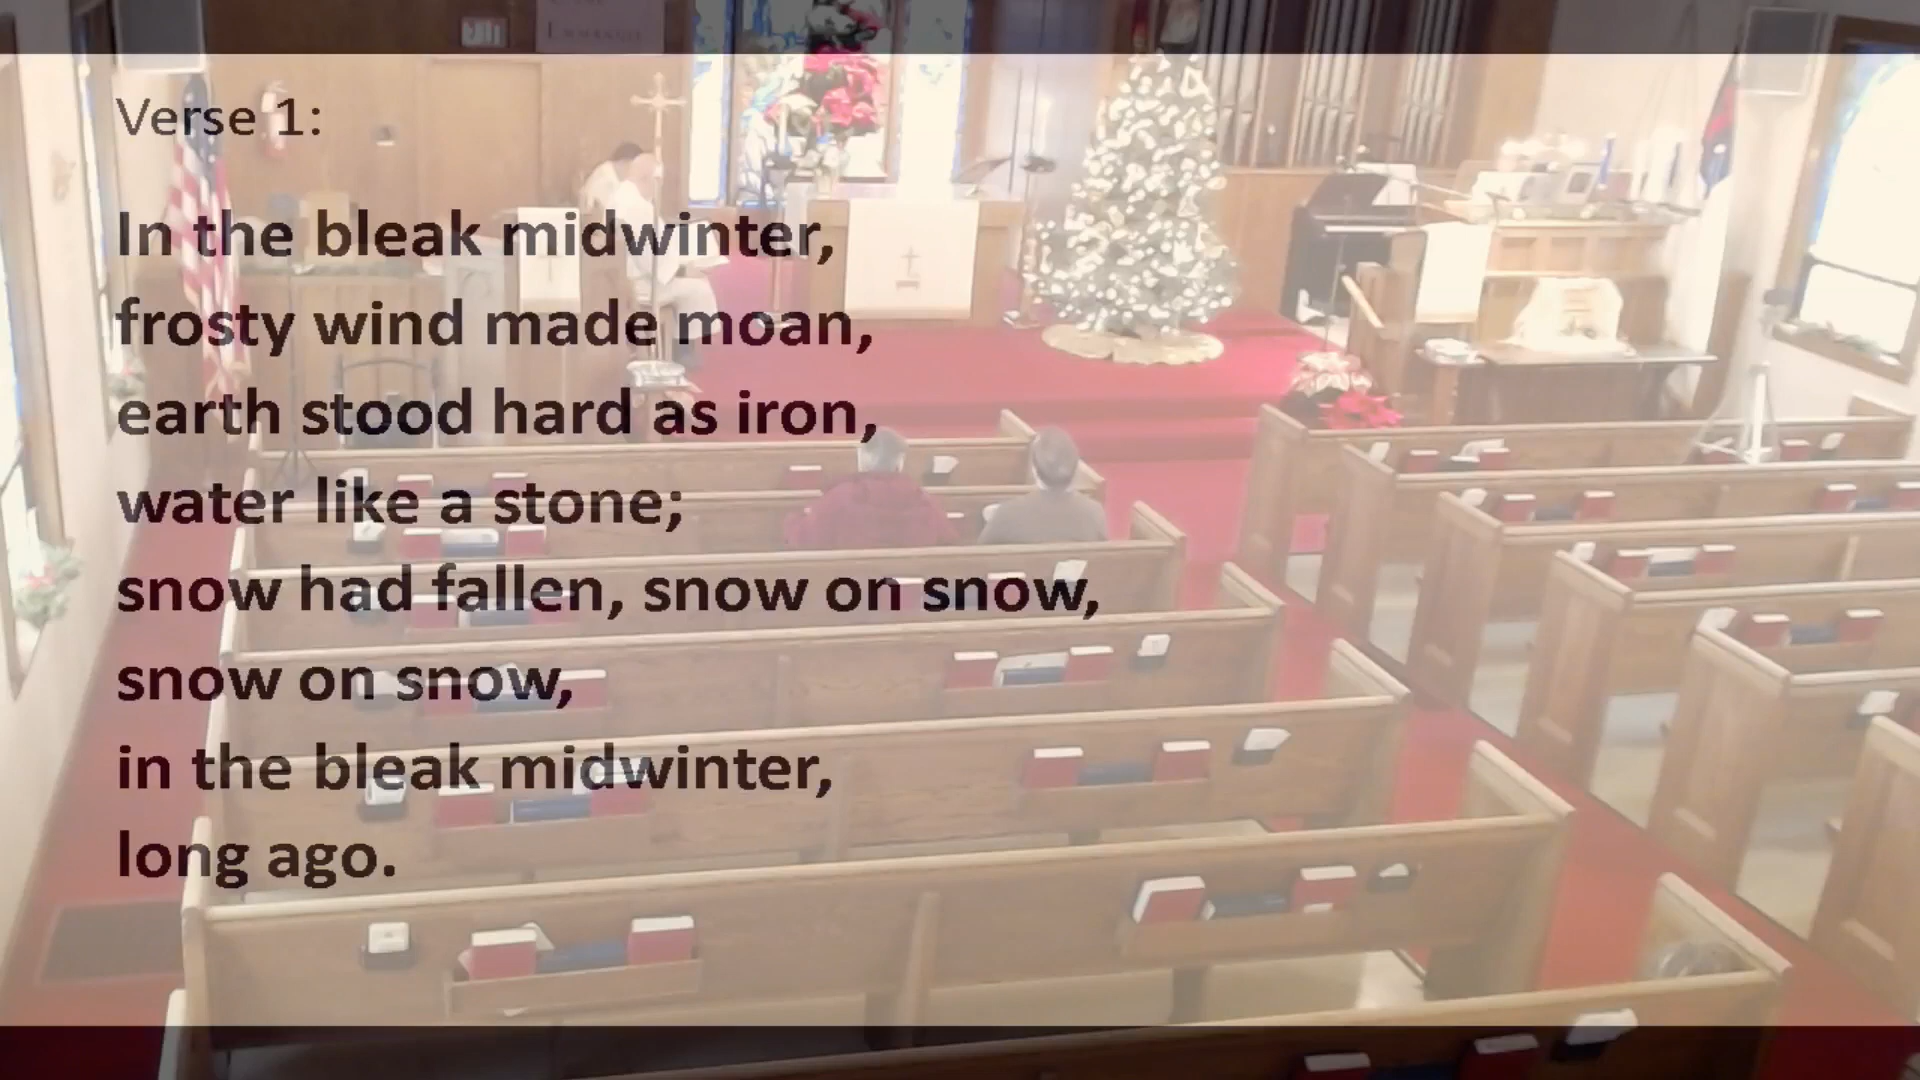 Verse 1:
In the bleak midwinter,
frosty wind made moan,
earth stood hard as iron,
water like a stone;
snow had fallen, snow on snow,
snow on snow,
in the bleak midwinter,
long ago.